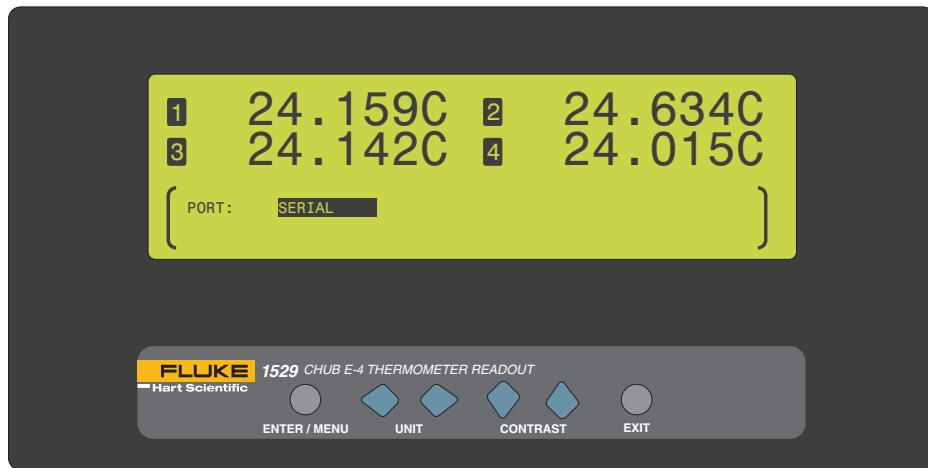 1 24.159C 2 24.634C
3 24.142C 4 24.015C
PORT: SERIAL
FLUKE 1529 CHUB E-4 THERMOMETER READOUT
Hart Scientific
ENTER / MENU UNIT CONTRAST EXIT